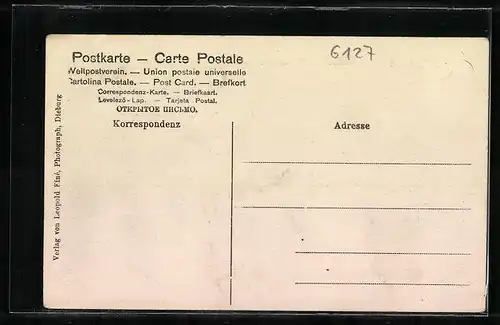 Postkarte — Carte Postale
Weltpostverein. — Union postale universelle
Cartolina Postale. — Post Card. — Brefkort
Correspondenz-Karte. — Briefkaart.
Levelező-Lap. — Tarjeta Postal.
ОТКРЫТОЕ ПИСЬМО.
6127
Korrespondenz
Adresse
Verlag von Leopold Finé, Photograph, Dieburg